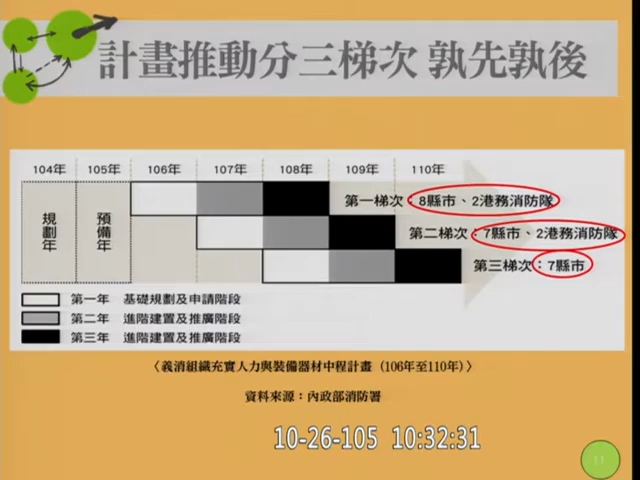 計畫推動分三梯次 孰先孰後
104年 105年 106年 107年 108年 109年 110年
規劃年
預備年
第一梯次：8縣市、2港務消防隊
第二梯次：7縣市、2港務消防隊
第三梯次：7縣市
第一年 基礎規劃及申請階段
第二年 進階建置及推廣階段
第三年 進階建置及推廣階段
〈義消組織充實人力與裝備器材中程計畫（106年至110年）〉
資料來源：內政部消防署
10-26-105 10:32:31
11